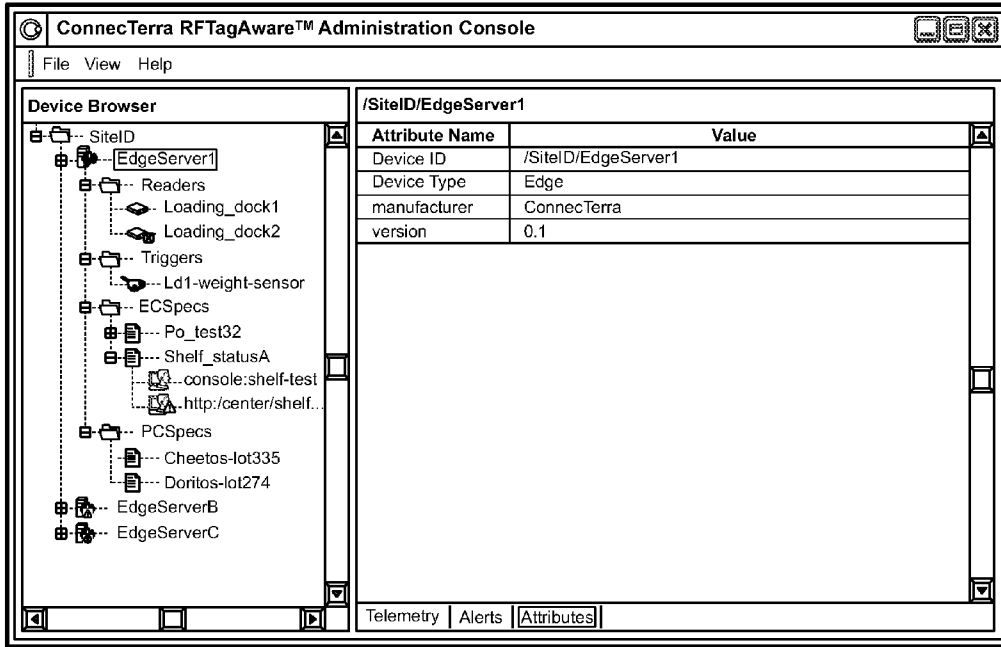 ConnecTerra RFTagAware™ Administration Console
File View Help
Device Browser
SiteID
EdgeServer1
Readers
Loading_dock1
Loading_dock2
Triggers
Ld1-weight-sensor
ECSpecs
Po_test32
Shelf_statusA
console:shelf-test
http:/center/shelf...
PCSpecs
Cheetos-lot335
Doritos-lot274
EdgeServerB
EdgeServerC
/SiteID/EdgeServer1
Attribute Name Value
Device ID /SiteID/EdgeServer1
Device Type Edge
manufacturer ConnecTerra
version 0.1
Telemetry Alerts Attributes